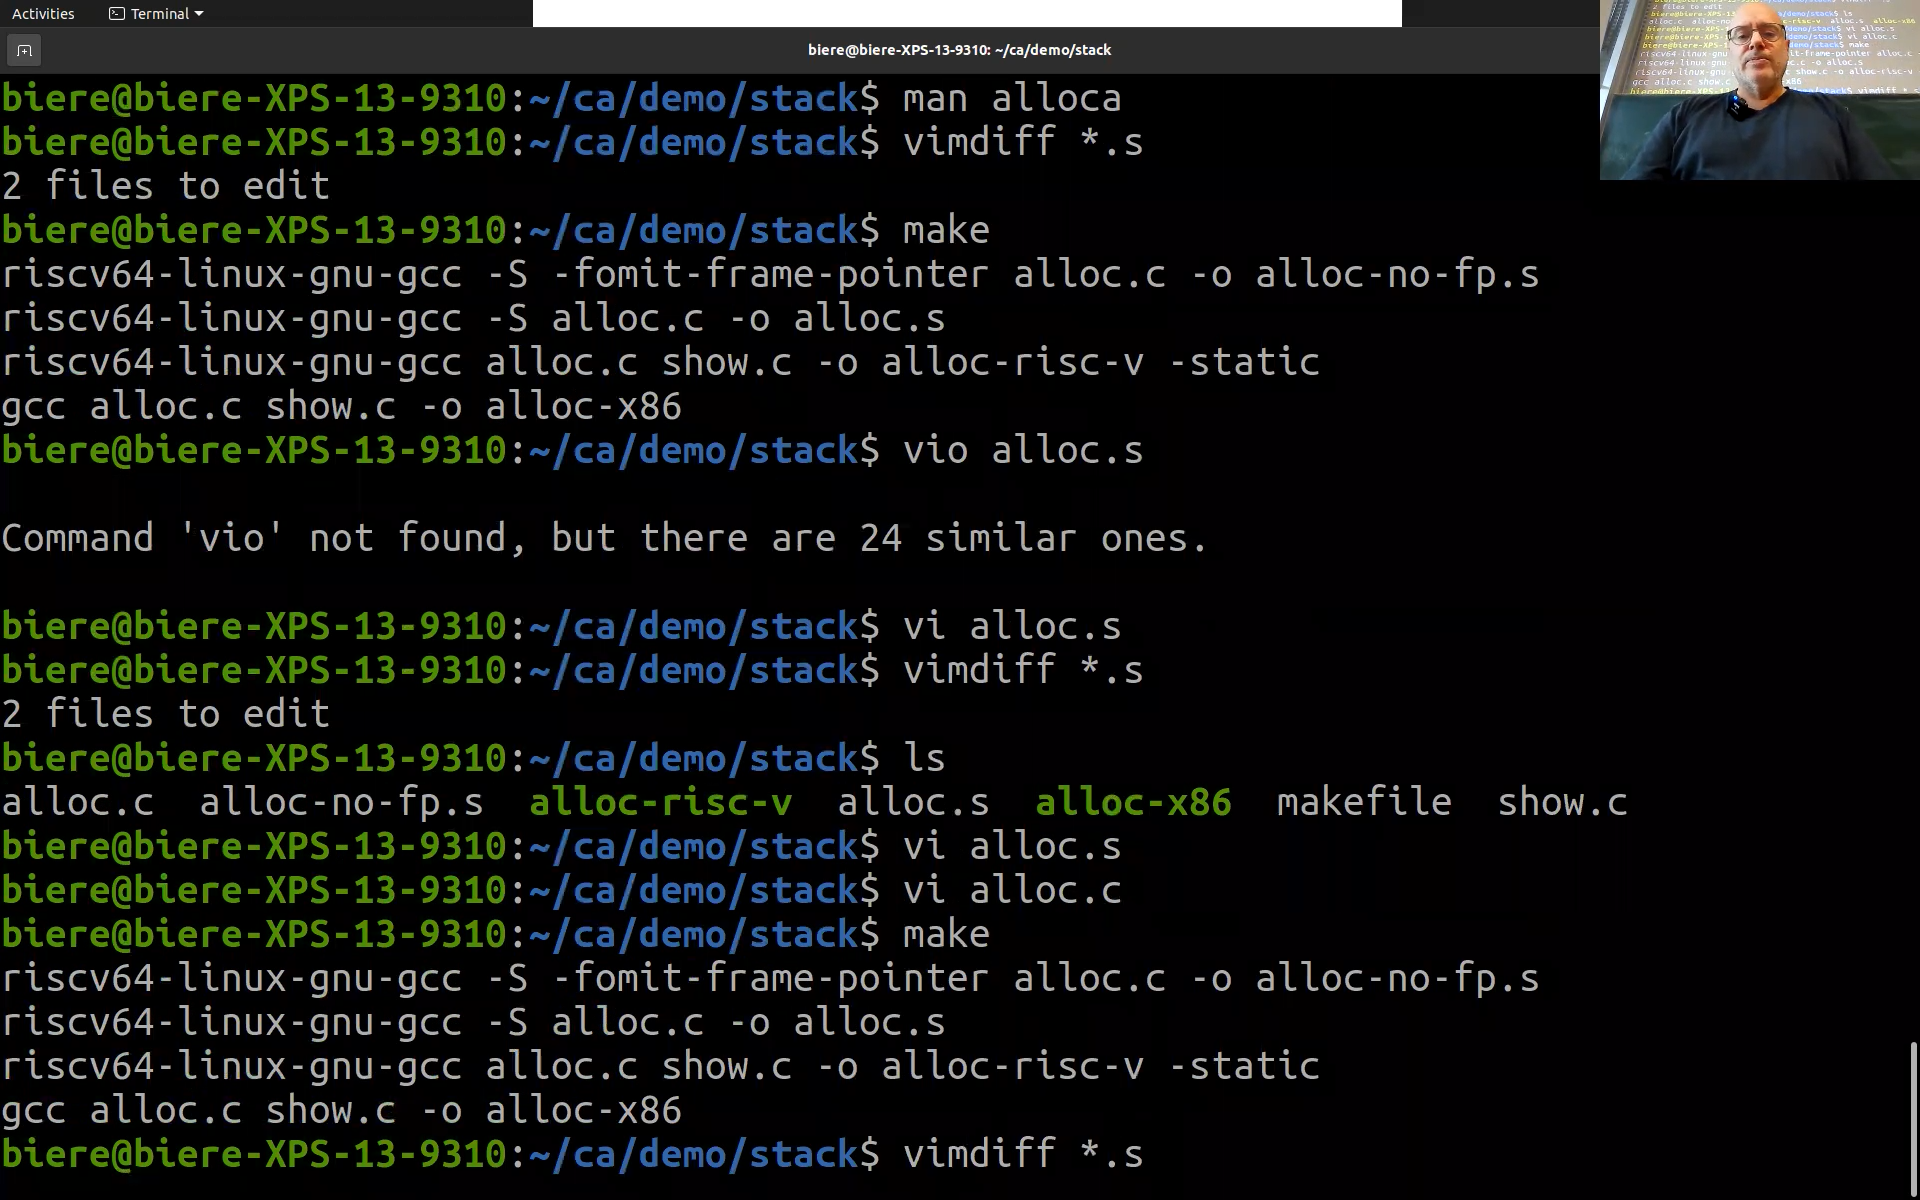 Activities
Terminal
biere@biere-XPS-13-9310: ~/ca/demo/stack
biere@biere-XPS-13-9310:~/ca/demo/stack$ man alloca
biere@biere-XPS-13-9310:~/ca/demo/stack$ vimdiff *.s
2 files to edit
biere@biere-XPS-13-9310:~/ca/demo/stack$ make
riscv64-linux-gnu-gcc -S -fomit-frame-pointer alloc.c -o alloc-no-fp.s
riscv64-linux-gnu-gcc -S alloc.c -o alloc.s
riscv64-linux-gnu-gcc alloc.c show.c -o alloc-risc-v -static
gcc alloc.c show.c -o alloc-x86
biere@biere-XPS-13-9310:~/ca/demo/stack$ vio alloc.s
Command 'vio' not found, but there are 24 similar ones.
biere@biere-XPS-13-9310:~/ca/demo/stack$ vi alloc.s
biere@biere-XPS-13-9310:~/ca/demo/stack$ vimdiff *.s
2 files to edit
biere@biere-XPS-13-9310:~/ca/demo/stack$ ls
alloc.c  alloc-no-fp.s  alloc-risc-v  alloc.s  alloc-x86  makefile  show.c
biere@biere-XPS-13-9310:~/ca/demo/stack$ vi alloc.s
biere@biere-XPS-13-9310:~/ca/demo/stack$ vi alloc.c
biere@biere-XPS-13-9310:~/ca/demo/stack$ make
riscv64-linux-gnu-gcc -S -fomit-frame-pointer alloc.c -o alloc-no-fp.s
riscv64-linux-gnu-gcc -S alloc.c -o alloc.s
riscv64-linux-gnu-gcc alloc.c show.c -o alloc-risc-v -static
gcc alloc.c show.c -o alloc-x86
biere@biere-XPS-13-9310:~/ca/demo/stack$ vimdiff *.s